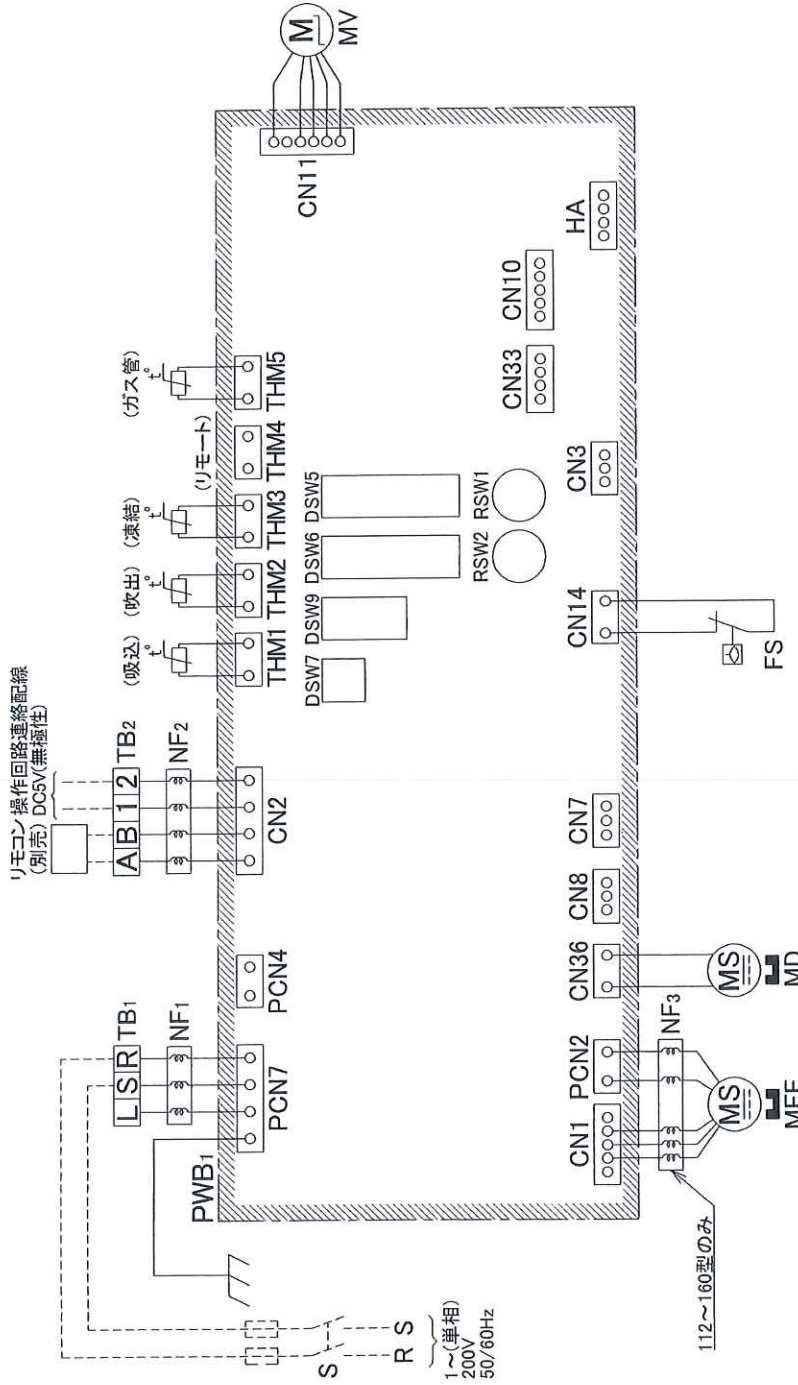 リモコン
(別売)
操作回路連絡配線
DC5V(無極性)
L S R TB1
NF1
A B 1 2 TB2
NF2
(吸込)
t°
(吹出)
t°
(凍結)
t°
(リモート)
(ガス管)
t°
M
MV
PWB1
PCN7
PCN4
CN2
THM1
THM2
THM3
THM4
THM5
CN11
DSW7
DSW9
DSW6
DSW5
RSW2
RSW1
S
R S
1~(単相)
200V
50/60Hz
CN1
PCN2
CN36
CN8
CN7
CN14
CN3
CN33
CN10
HA
NF3
MS
MS
MD
FS
112~160型のみ